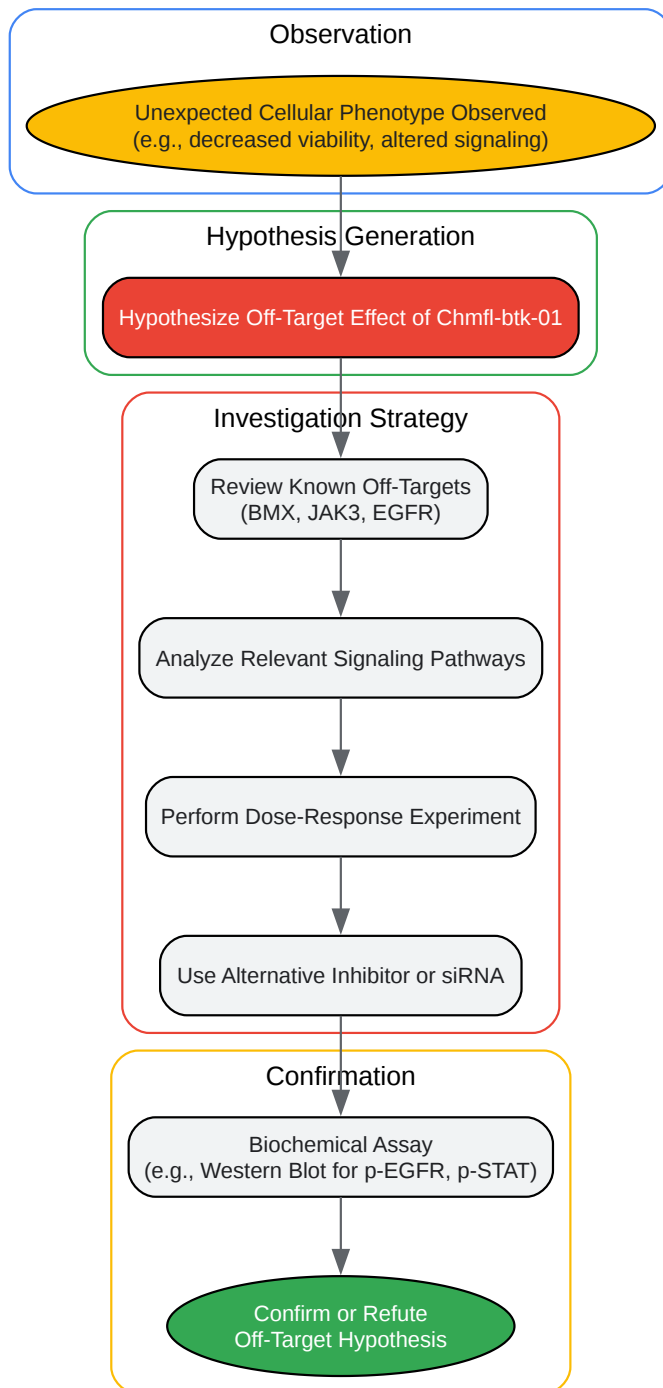 Observation
Unexpected Cellular Phenotype Observed
(e.g., decreased viability, altered signaling)
Hypothesis Generation
Hypothesize Off-Target Effect of Chmfl-btk-01
Investigation Strategy
Review Known Off-Targets
(BMX, JAK3, EGFR)
Analyze Relevant Signaling Pathways
Perform Dose-Response Experiment
Use Alternative Inhibitor or siRNA
Confirmation
Biochemical Assay
(e.g., Western Blot for p-EGFR, p-STAT)
Confirm or Refute
Off-Target Hypothesis